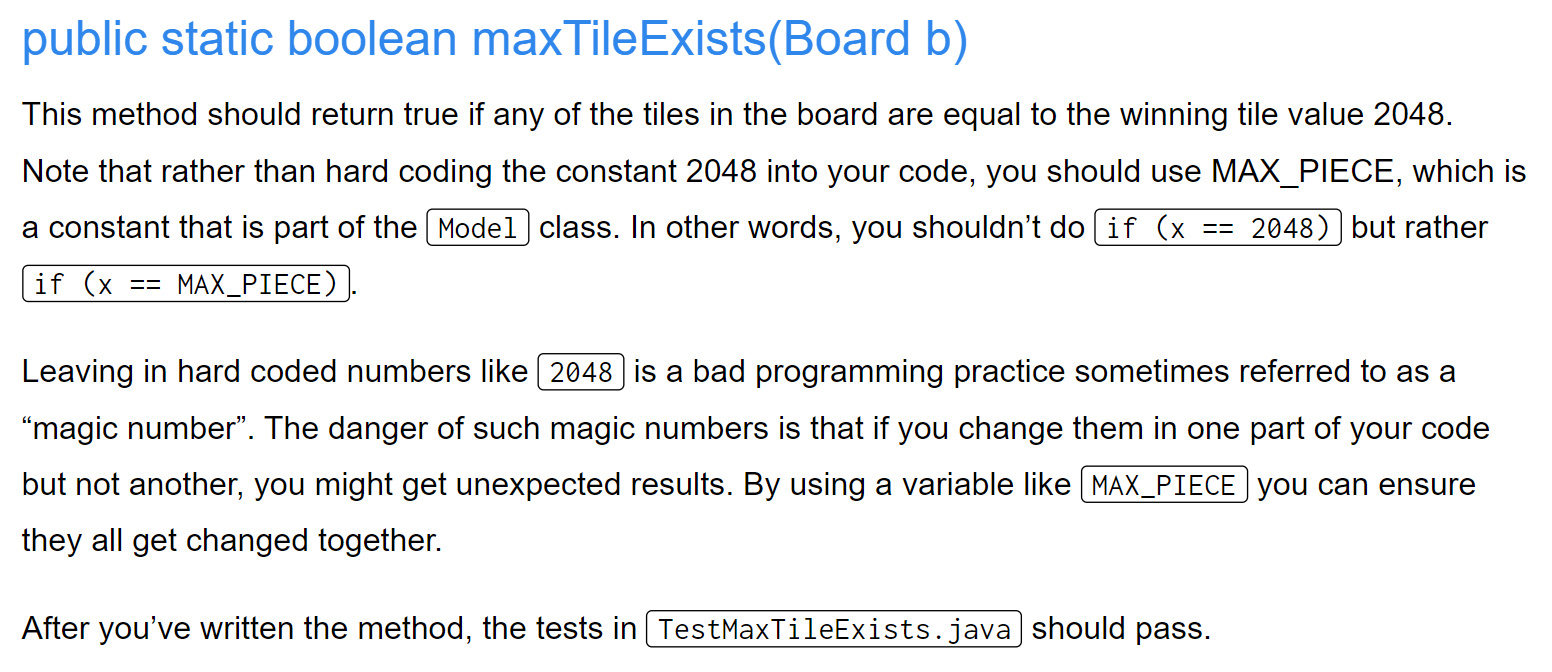 public static boolean maxTileExists(Board b)
This method should return true if any of the tiles in the board are equal to the winning tile value 2048.
Note that rather than hard coding the constant 2048 into your code, you should use MAX_PIECE, which is
a constant that is part of the Model class. In other words, you shouldn’t do if (x == 2048) but rather
if (x == MAX_PIECE).
Leaving in hard coded numbers like 2048 is a bad programming practice sometimes referred to as a
“magic number”. The danger of such magic numbers is that if you change them in one part of your code
but not another, you might get unexpected results. By using a variable like MAX_PIECE you can ensure
they all get changed together.
After you’ve written the method, the tests in TestMaxTileExists.java should pass.